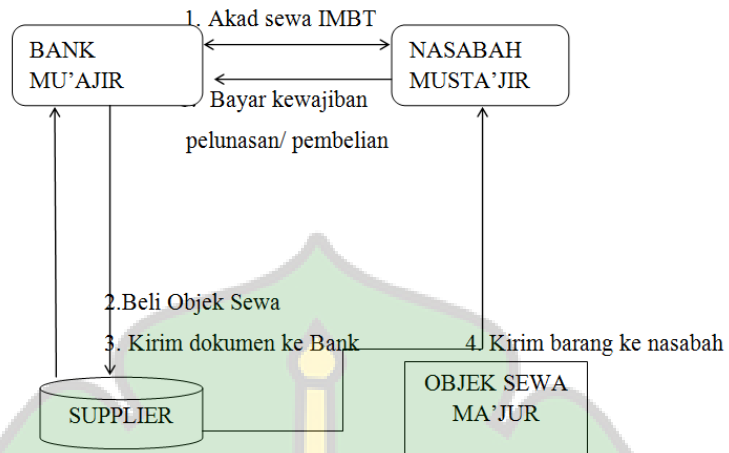 1. Akad sewa IMBT
BANK
MU’AJIR
NASABAH
MUSTA’JIR
Bayar kewajiban
pelunasan/ pembelian
2.Beli Objek Sewa
3. Kirim dokumen ke Bank
4. Kirim barang ke nasabah
SUPPLIER
OBJEK SEWA
MA’JUR